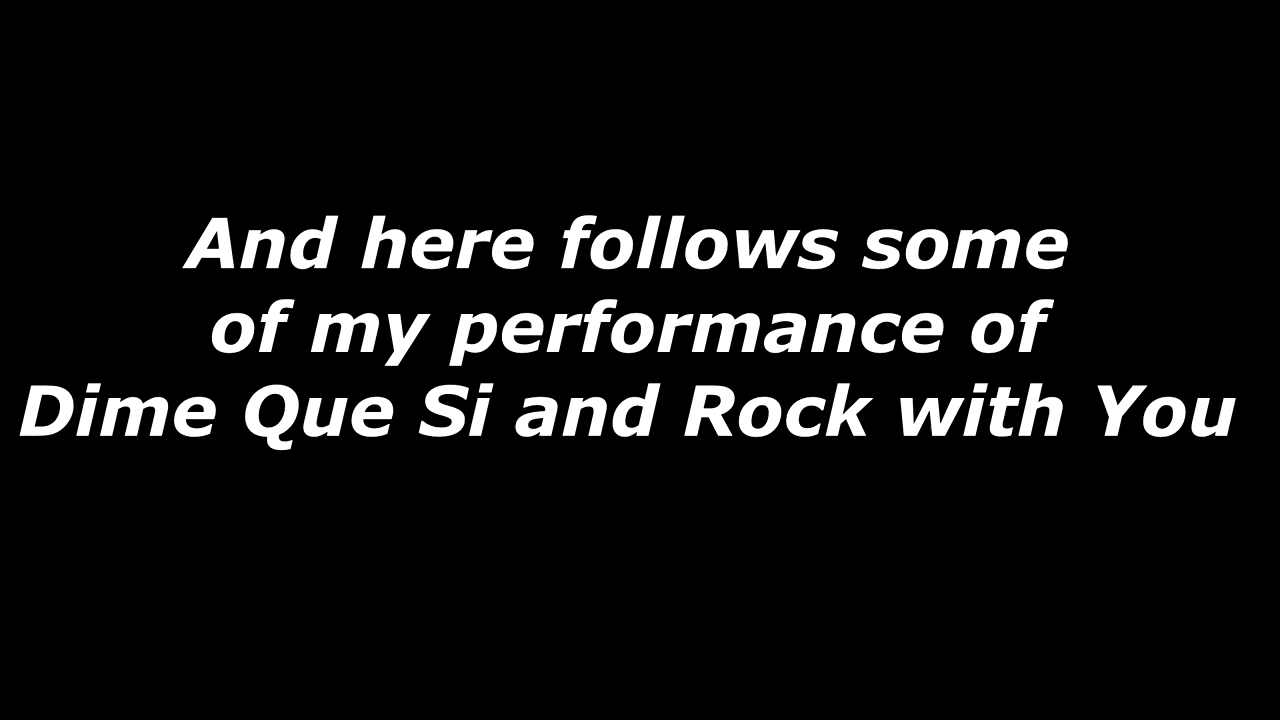 And here follows some
of my performance of
Dime Que Si and Rock with You